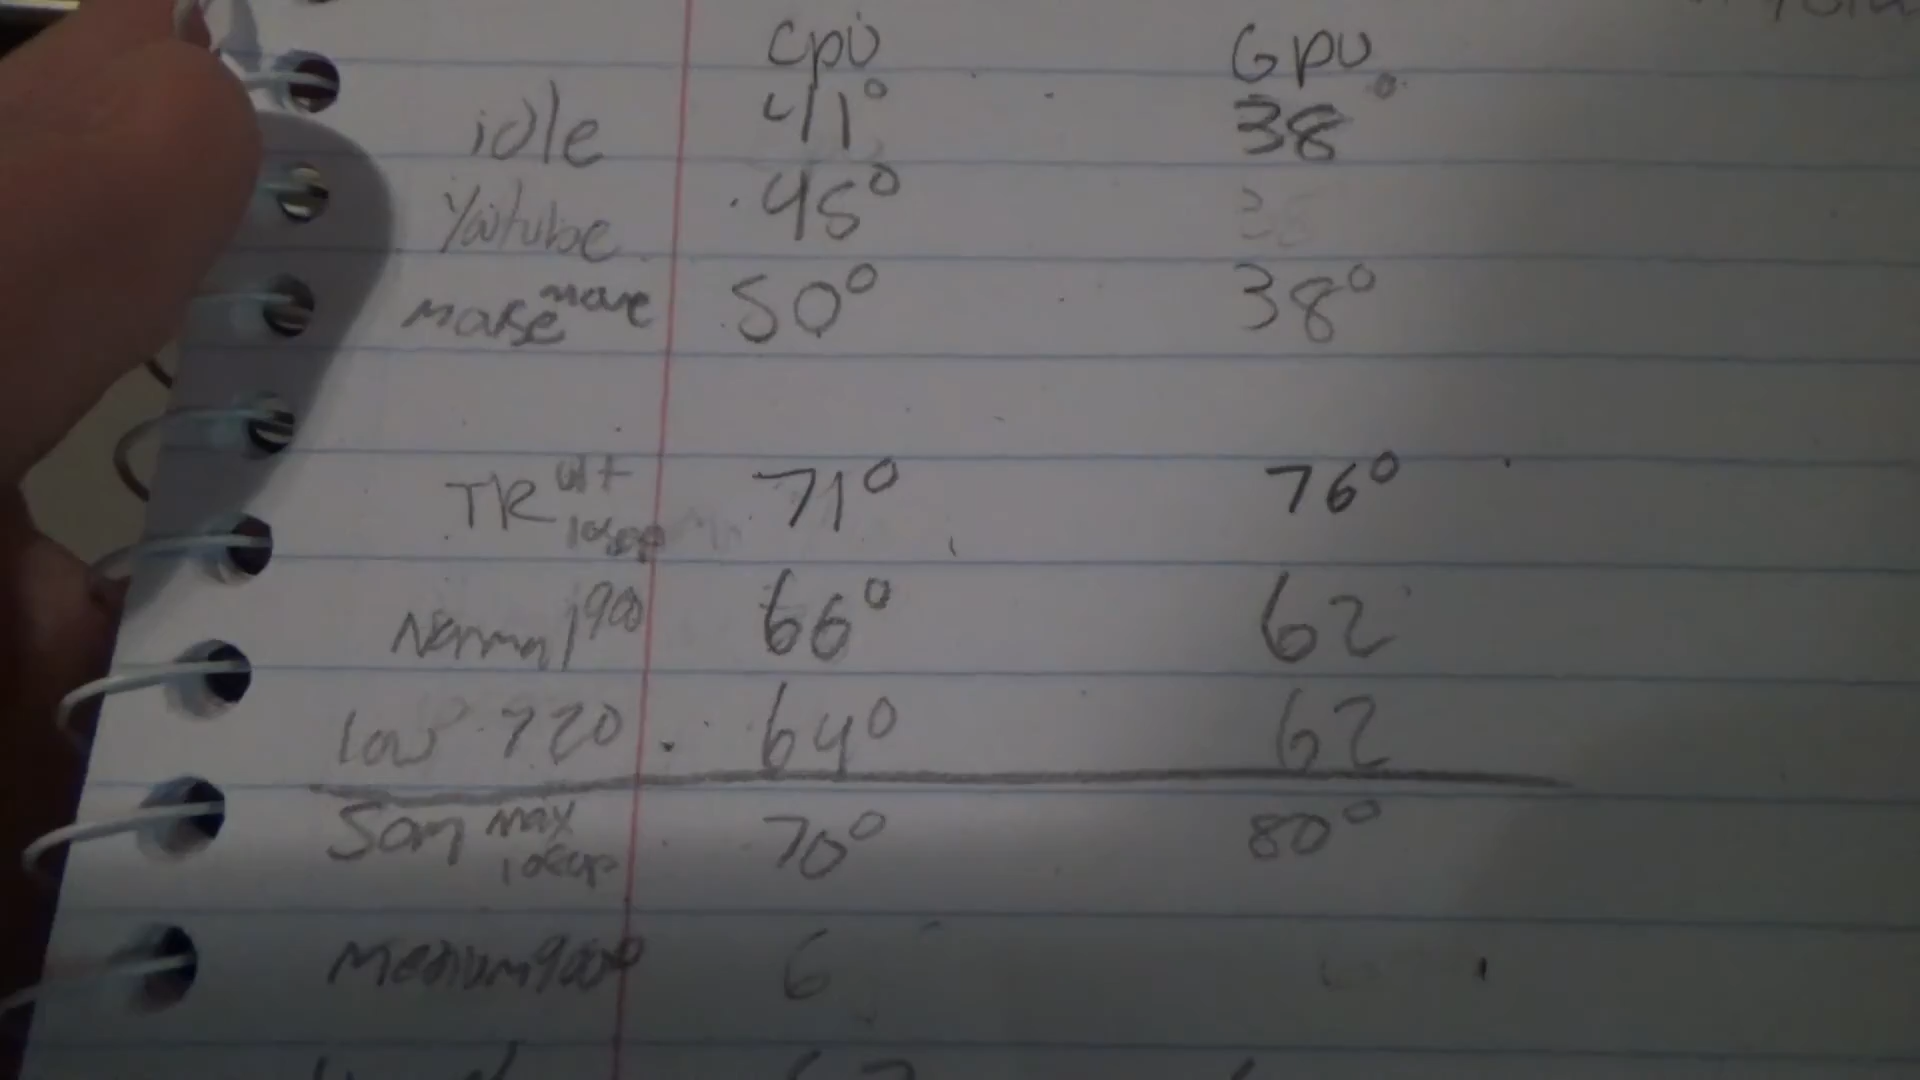 Cpu Gpu
idle 41° 38°
Youtube 45°
mouse move 50° 38°
TR ult 1080p 71° 76°
Normal 900 66° 62
Low 720 64° 62
Som max 1080p 70° 80°
Medium 900p 6